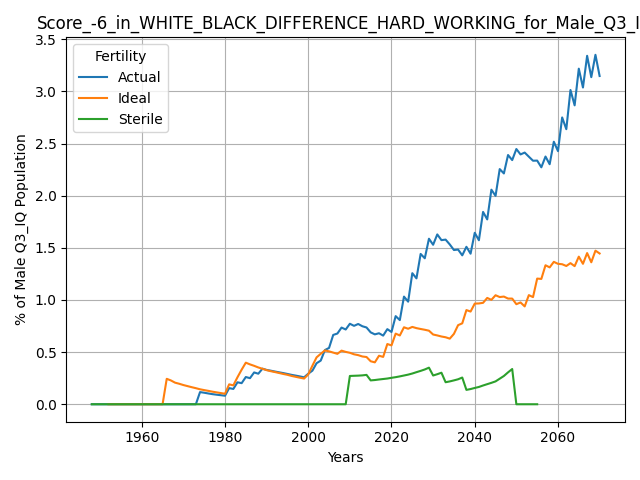 Score_-6_in_WHITE_BLACK_DIFFERENCE_HARD_WORKING_for_Male_Q3_I
Fertility
Actual
Ideal
Sterile
% of Male Q3_IQ Population
3.5
3.0
2.5
2.0
1.5
1.0
0.5
0.0
1960 1980 2000 2020 2040 2060
Years